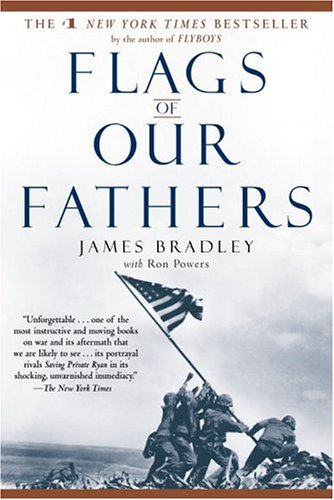 THE #1 NEW YORK TIMES BESTSELLER
by the author of FLYBOYS
FLAGS
OF
OUR
FATHERS
JAMES BRADLEY
with Ron Powers
"Unforgettable . . . one of the
most instructive and moving books
on war and its aftermath that
we are likely to see . . . its portrayal
rivals Saving Private Ryan in its
shocking, unvarnished immediacy."
—The New York Times